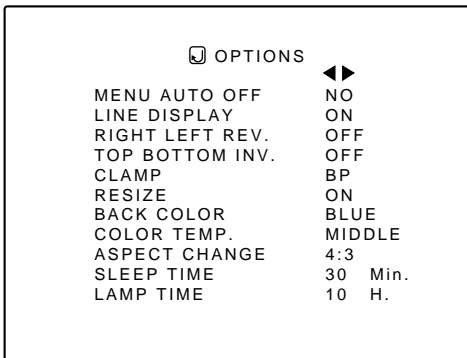 OPTIONS
MENU AUTO OFF NO
LINE DISPLAY ON
RIGHT LEFT REV. OFF
TOP BOTTOM INV. OFF
CLAMP BP
RESIZE ON
BACK COLOR BLUE
COLOR TEMP. MIDDLE
ASPECT CHANGE 4:3
SLEEP TIME 30 Min.
LAMP TIME 10 H.